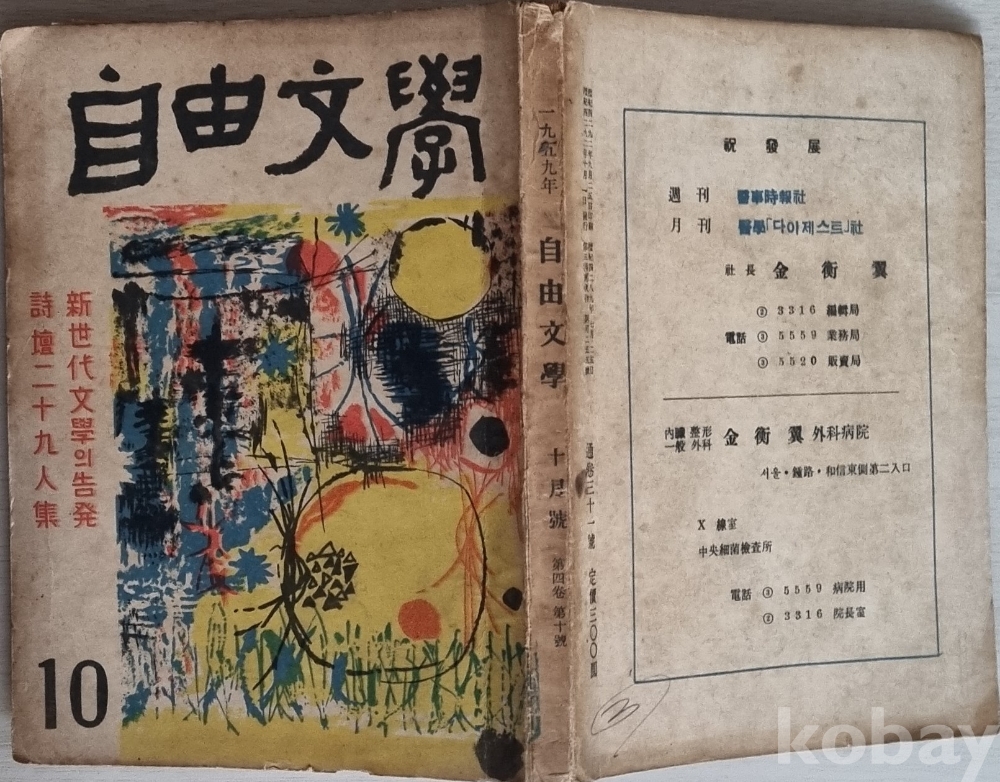 自由文學
新世代文學의告発
詩壇二十九人集
10
一九五九年 自由文學 十月號 第四卷 第十號
通卷三十一號 定價三〇〇圜
祝發展
週刊 醫事時報社
月刊 醫學「다이제스트」社
社長 金衡翼
② 3316 編輯局
電話 ③ 5559 業務局
③ 5520 販賣局
內臟 整形
一般 外科
金衡翼 外科病院
서울·鍾路·和信東側第二入口
X 線室
中央細菌檢査所
電話 ③ 5559 病院用
② 3316 院長室
3
kobay